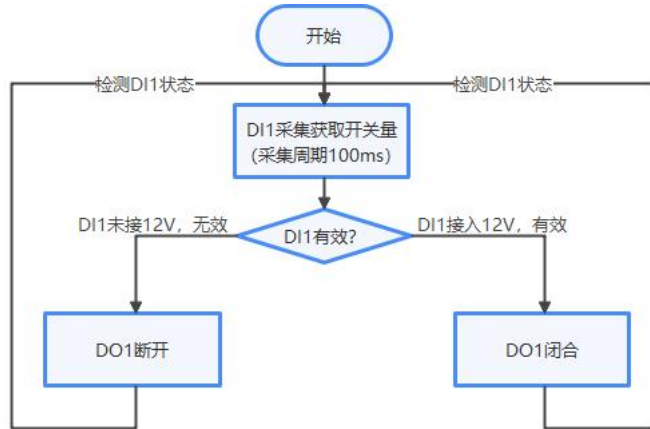 开始
检测DI1状态
检测DI1状态
DI1采集获取开关量
（采集周期100ms）
DI1未接12V，无效
DI1有效?
DI1接入12V，有效
DO1断开
DO1闭合